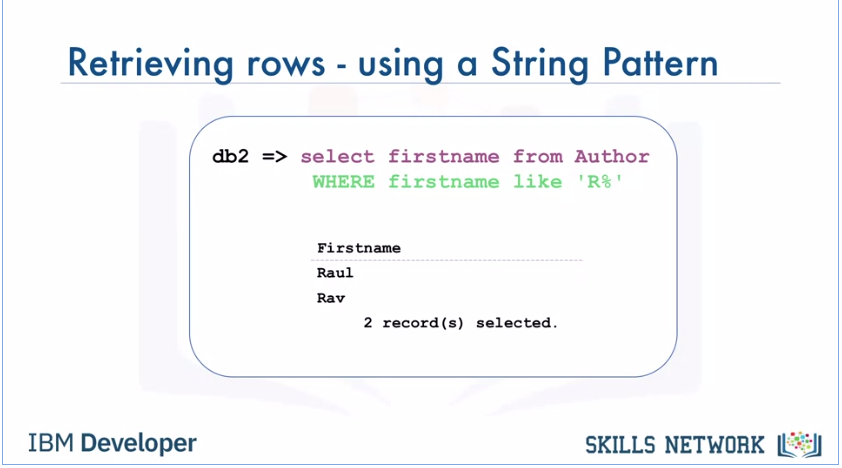 Retrieving rows - using a String Pattern
db2 => select firstname from Author
WHERE firstname like 'R%'
Firstname
Raul
Rav
2 record(s) selected.
IBM Developer
SKILLS NETWORK